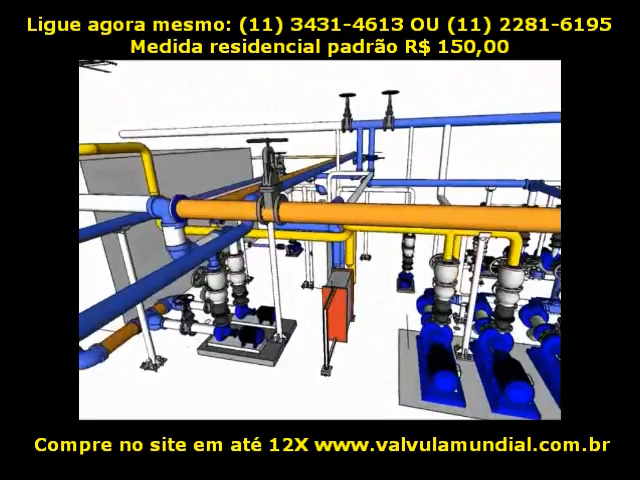 Ligue agora mesmo: (11) 3431-4613 OU (11) 2281-6195
Medida residencial padrão R$ 150,00
Compre no site em até 12X www.valvulamundial.com.br